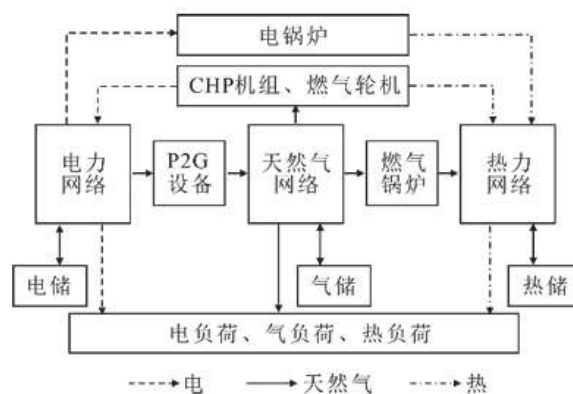 电锅炉
CHP机组、燃气轮机
电力
网络
P2G
设备
天然气
网络
燃气
锅炉
热力
网络
电储
气储
热储
电负荷、气负荷、热负荷
电
天然气
热